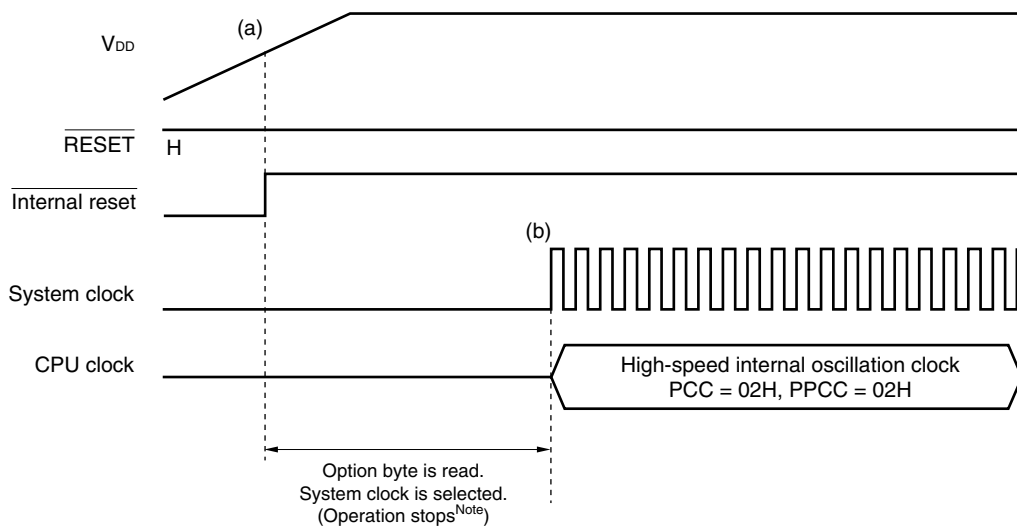 (a)
VDD
RESET
H
Internal reset
(b)
System clock
CPU clock
High-speed internal oscillation clock
PCC = 02H, PPCC = 02H
Option byte is read.
System clock is selected.
(Operation stopsNote)